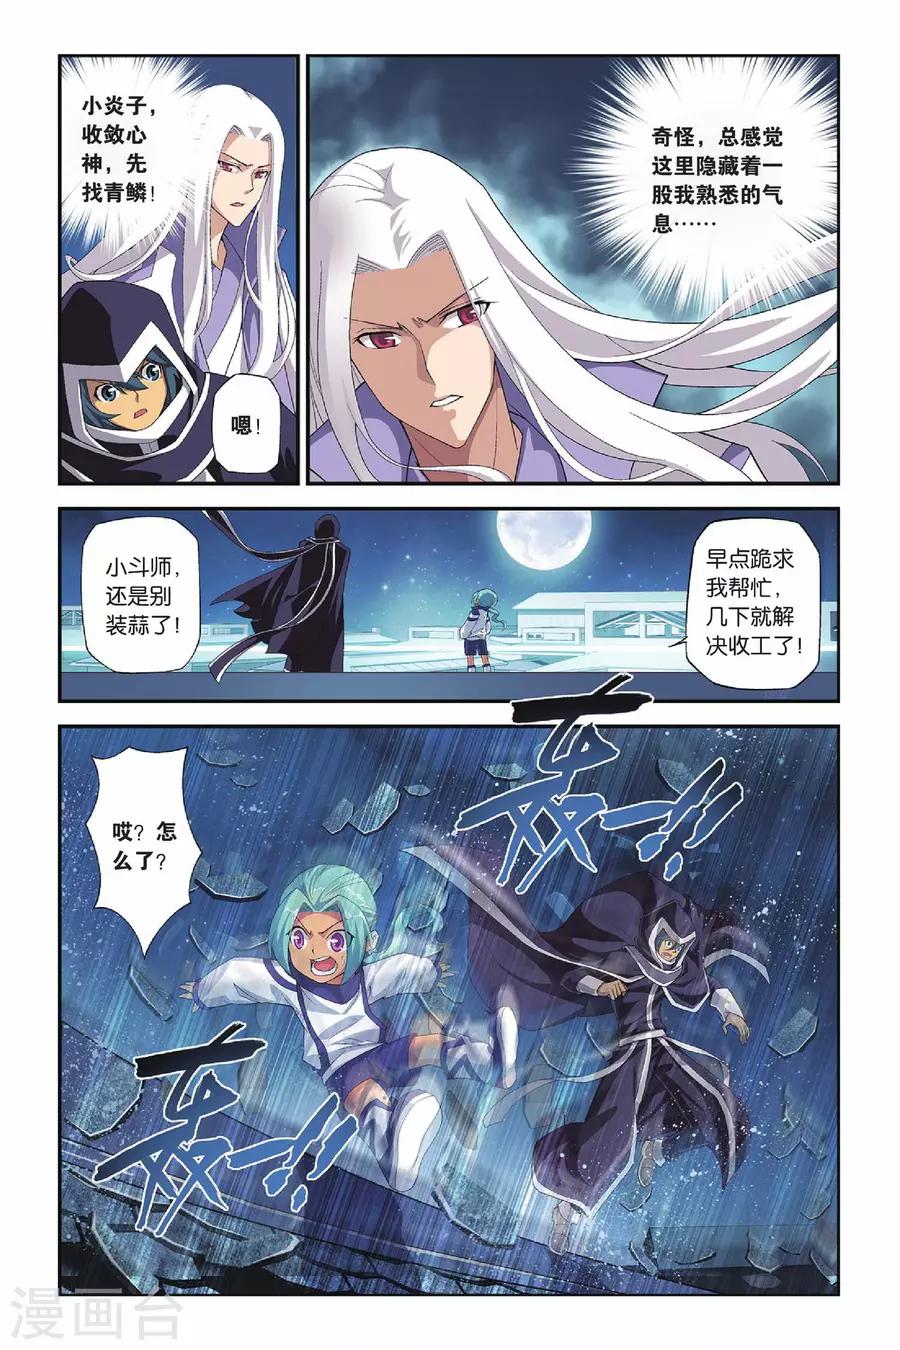 小炎子，
收敛心
神，先
找青鳞！
嗯！
奇怪，总感觉
这里隐藏着一
股我熟悉的气
息……
小斗师，
还是别
装蒜了！
早点跪求
我帮忙，
几下就解
决收工了！
轰——！！
哎？怎
么了？
轰——！！
漫画台